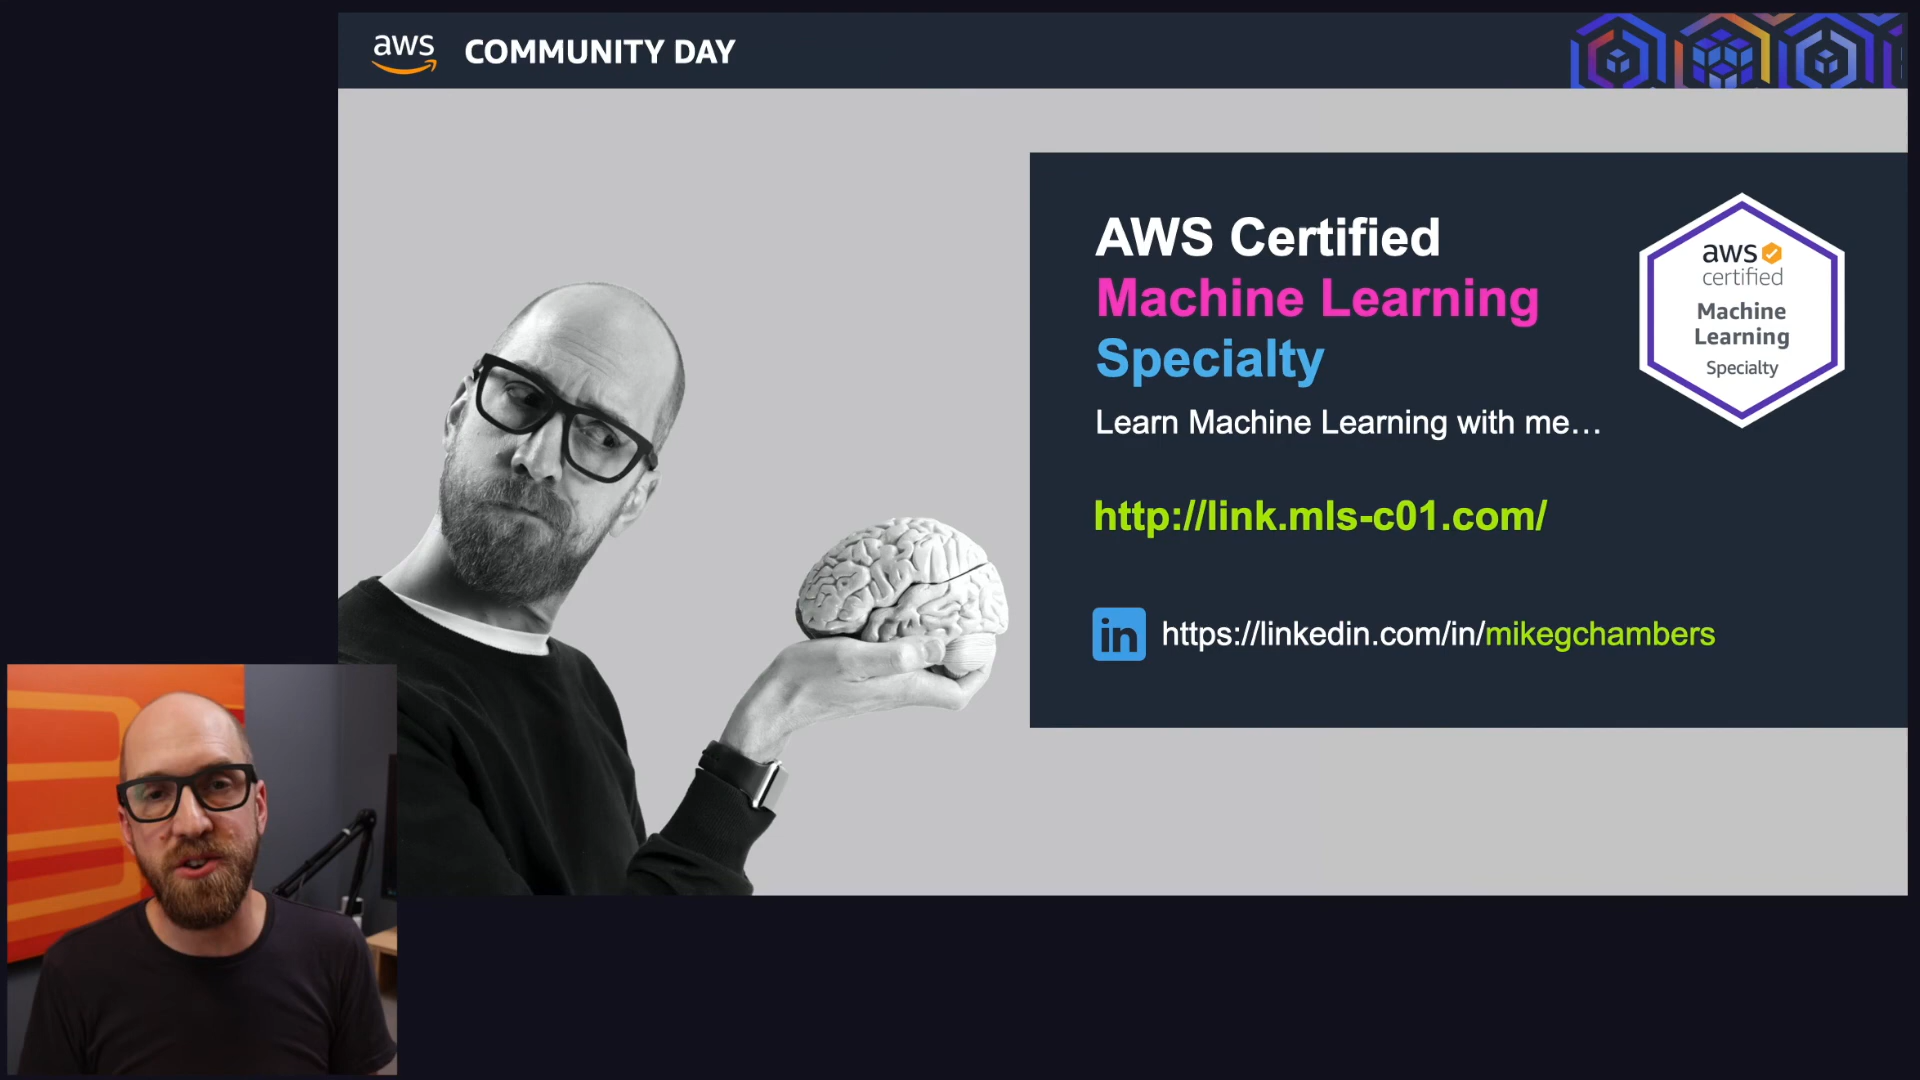 aws COMMUNITY DAY
AWS Certified
Machine Learning
Specialty
Learn Machine Learning with me…
http://link.mls-c01.com/
in https://linkedin.com/in/mikegchambers
aws
certified
Machine
Learning
Specialty